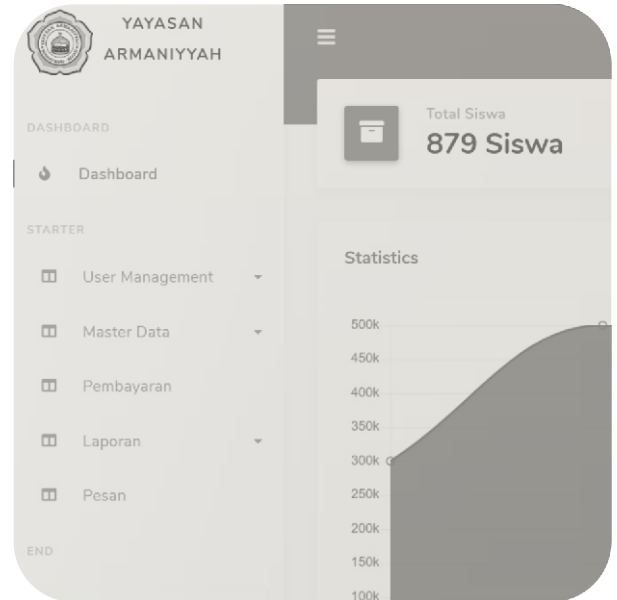 YAYASAN
ARMANIYYAH
DASHBOARD
Dashboard
STARTER
User Management
Master Data
Pembayaran
Laporan
Pesan
END
Total Siswa
879 Siswa
Statistics
500k
450k
400k
350k
300k
250k
200k
150k
100k